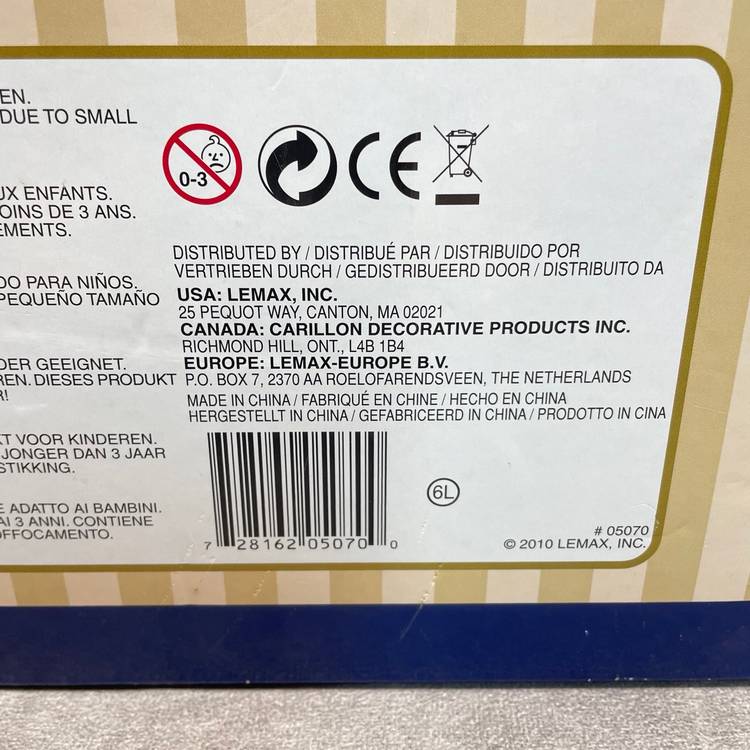 EN.
DUE TO SMALL
UX ENFANTS.
OINS DE 3 ANS.
EMENTS.
DO PARA NIÑOS.
PEQUEÑO TAMAÑO
DER GEEIGNET.
REN. DIESES PRODUKT
R!
KT VOOR KINDEREN.
JONGER DAN 3 JAAR
STIKKING.
E ADATTO AI BAMBINI.
AI 3 ANNI. CONTIENE
OFFOCAMENTO.
0-3
CE
DISTRIBUTED BY / DISTRIBUÉ PAR / DISTRIBUIDO POR
VERTRIEBEN DURCH / GEDISTRIBUEERD DOOR / DISTRIBUITO DA
USA: LEMAX, INC.
25 PEQUOT WAY, CANTON, MA 02021
CANADA: CARILLON DECORATIVE PRODUCTS INC.
RICHMOND HILL, ONT., L4B 1B4
EUROPE: LEMAX-EUROPE B.V.
P.O. BOX 7, 2370 AA ROELOFARENDSVEEN, THE NETHERLANDS
MADE IN CHINA / FABRIQUÉ EN CHINE / HECHO EN CHINA
HERGESTELLT IN CHINA / GEFABRICEERD IN CHINA / PRODOTTO IN CINA
7 28162 05070 0
6L
# 05070
© 2010 LEMAX, INC.